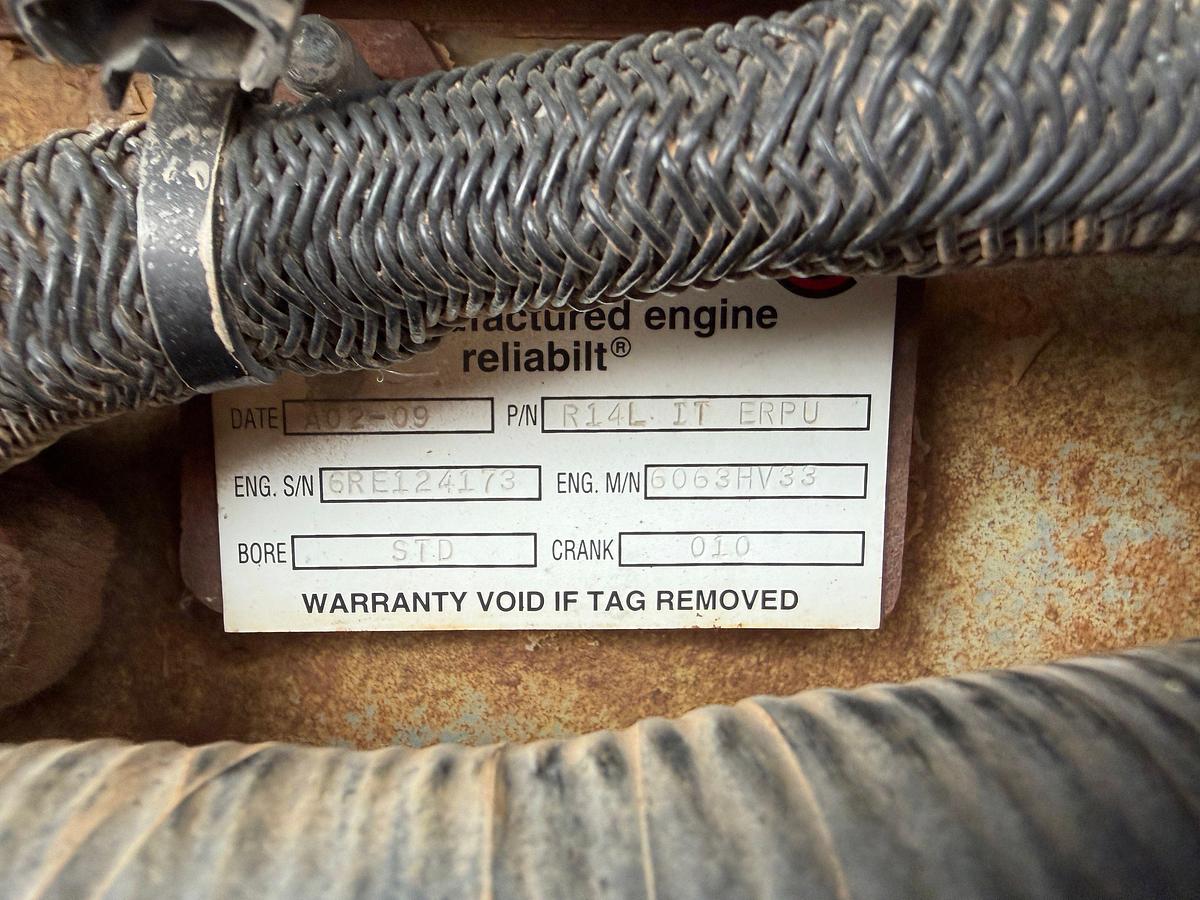 factured engine
reliabilt®
DATE A02-09 P/N R14L IT ERPU
ENG. S/N 6RE124173 ENG. M/N 6063HV33
BORE STD CRANK 010
WARRANTY VOID IF TAG REMOVED